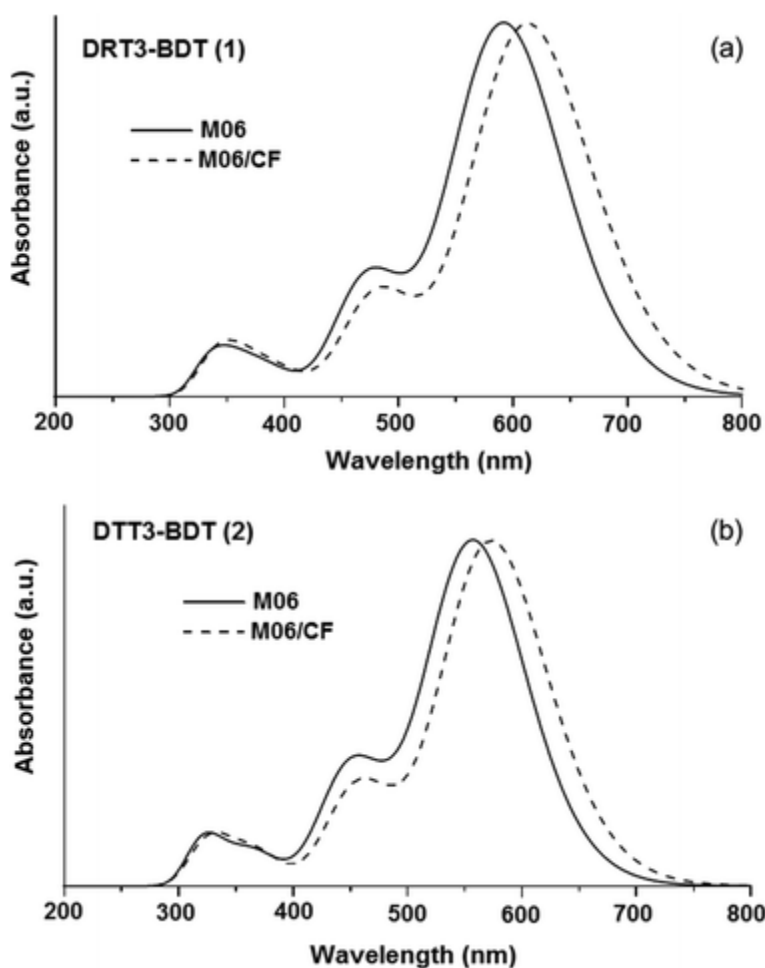 DRT3-BDT (1)
(a)
M06
M06/CF
Absorbance (a.u.)
200 300 400 500 600 700 800
Wavelength (nm)
DTT3-BDT (2)
(b)
M06
M06/CF
Absorbance (a.u.)
200 300 400 500 600 700 800
Wavelength (nm)